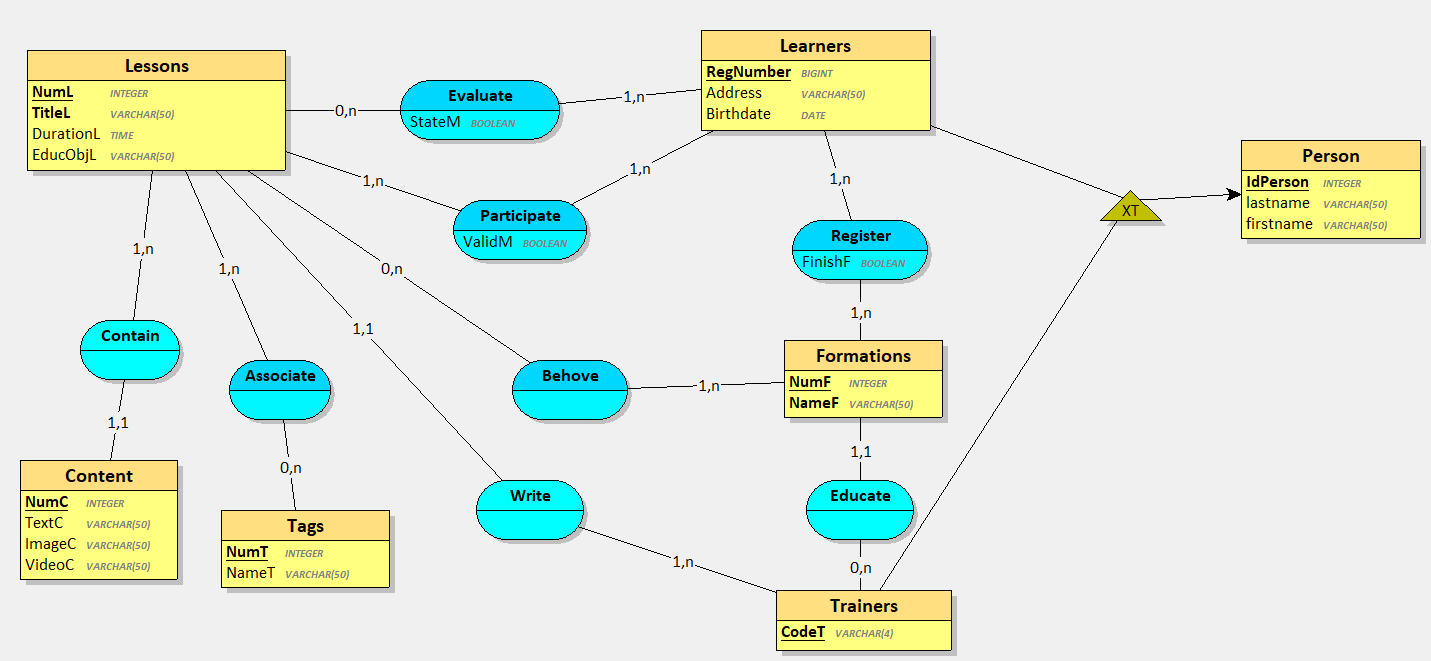 Lessons
NumL INTEGER
TitleL VARCHAR(50)
DurationL TIME
EducObjL VARCHAR(50)
0,n
Evaluate
StateM BOOLEAN
1,n
Learners
RegNumber BIGINT
Address VARCHAR(50)
Birthdate DATE
1,n
Participate
ValidM BOOLEAN
1,n
1,n
Register
FinishF BOOLEAN
1,n
XT
Person
IdPerson INTEGER
lastname VARCHAR(50)
firstname VARCHAR(50)
1,n
Contain
1,1
1,n
Associate
0,n
1,1
Write
1,n
0,n
Behove
1,n
Formations
NumF INTEGER
NameF VARCHAR(50)
1,1
Educate
0,n
Content
NumC INTEGER
TextC VARCHAR(50)
ImageC VARCHAR(50)
VideoC VARCHAR(50)
Tags
NumT INTEGER
NameT VARCHAR(50)
Trainers
CodeT VARCHAR(4)